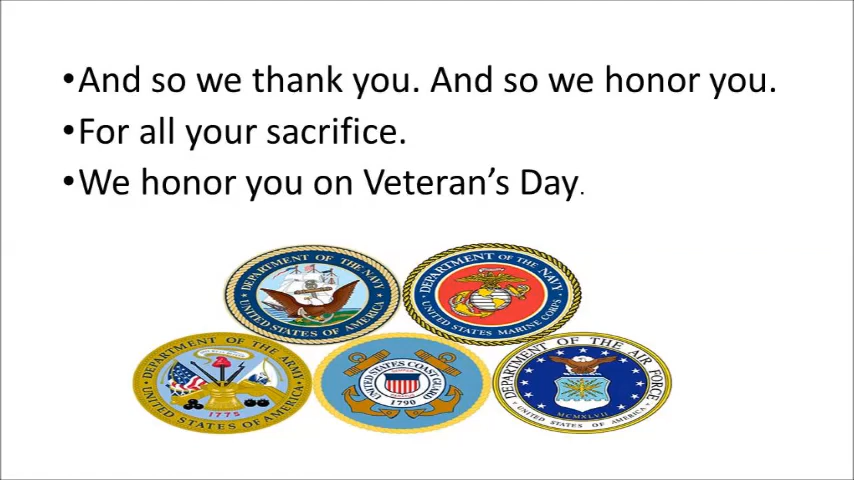 •And so we thank you. And so we honor you.
•For all your sacrifice.
•We honor you on Veteran’s Day.
DEPARTMENT OF THE NAVY
UNITED STATES OF AMERICA
DEPARTMENT OF THE NAVY
UNITED STATES MARINE CORPS
DEPARTMENT OF THE ARMY
1775
UNITED STATES OF AMERICA
UNITED STATES COAST GUARD
1790
DEPARTMENT OF THE AIR FORCE
MCMXLVII
UNITED STATES OF AMERICA